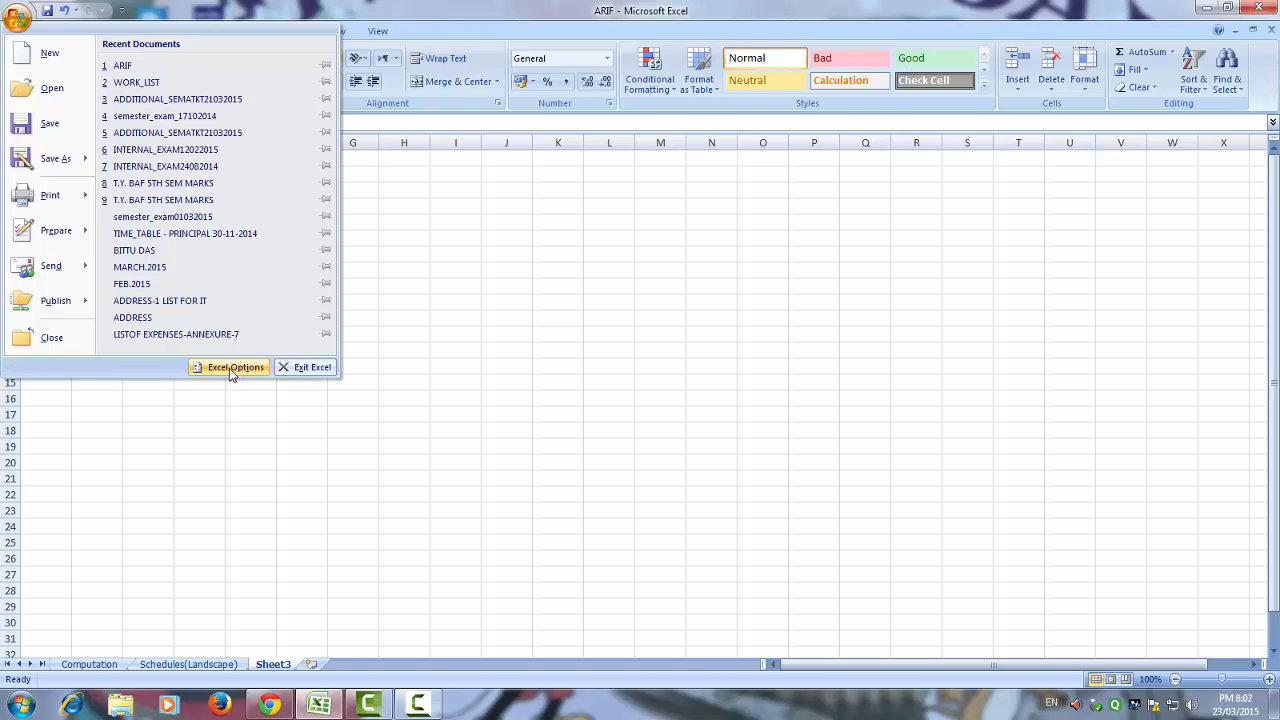 ARIF - Microsoft Excel
View
New
Open
Save
Save As
Print
Prepare
Send
Publish
Close
Recent Documents
1 ARIF
2 WORK_LIST
3 ADDITIONAL_SEMATKT21032015
4 semester_exam_17102014
5 ADDITIONAL_SEMATKT21032015
6 INTERNAL_EXAM12022015
7 INTERNAL_EXAM24082014
8 T.Y. BAF 5TH SEM MARKS
9 T.Y. BAF 5TH SEM MARKS
semester_exam01032015
TIME_TABLE - PRINCIPAL 30-11-2014
BITTU DAS
MARCH.2015
FEB.2015
ADDRESS-1 LIST FOR IT
ADDRESS
LISTOF EXPENSES-ANNEXURE-7
Excel Options
Exit Excel
Wrap Text
Merge & Center
Alignment
General
%
,
Number
Conditional Formatting
Format as Table
Normal
Bad
Good
Neutral
Calculation
Check Cell
Styles
Insert
Delete
Format
Cells
Σ AutoSum
Fill
Clear
Sort & Filter
Find & Select
Editing
G H I J K L M N O P Q R S T U V W X
15
16
17
18
19
20
21
22
23
24
25
26
27
28
29
30
31
32
Computation
Schedules(Landscape)
Sheet3
Ready
100%
EN
PM 8:02
23/03/2015